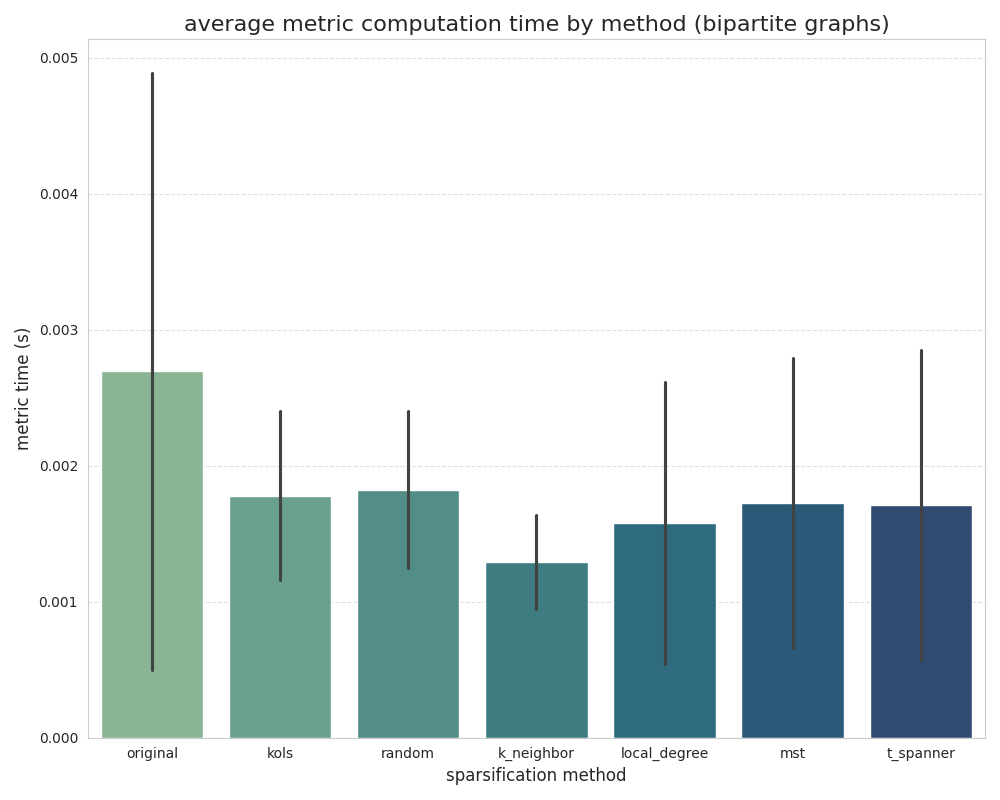 average metric computation time by method (bipartite graphs)
metric time (s)
0.005
0.004
0.003
0.002
0.001
0.000
original kols random k_neighbor local_degree mst t_spanner
sparsification method